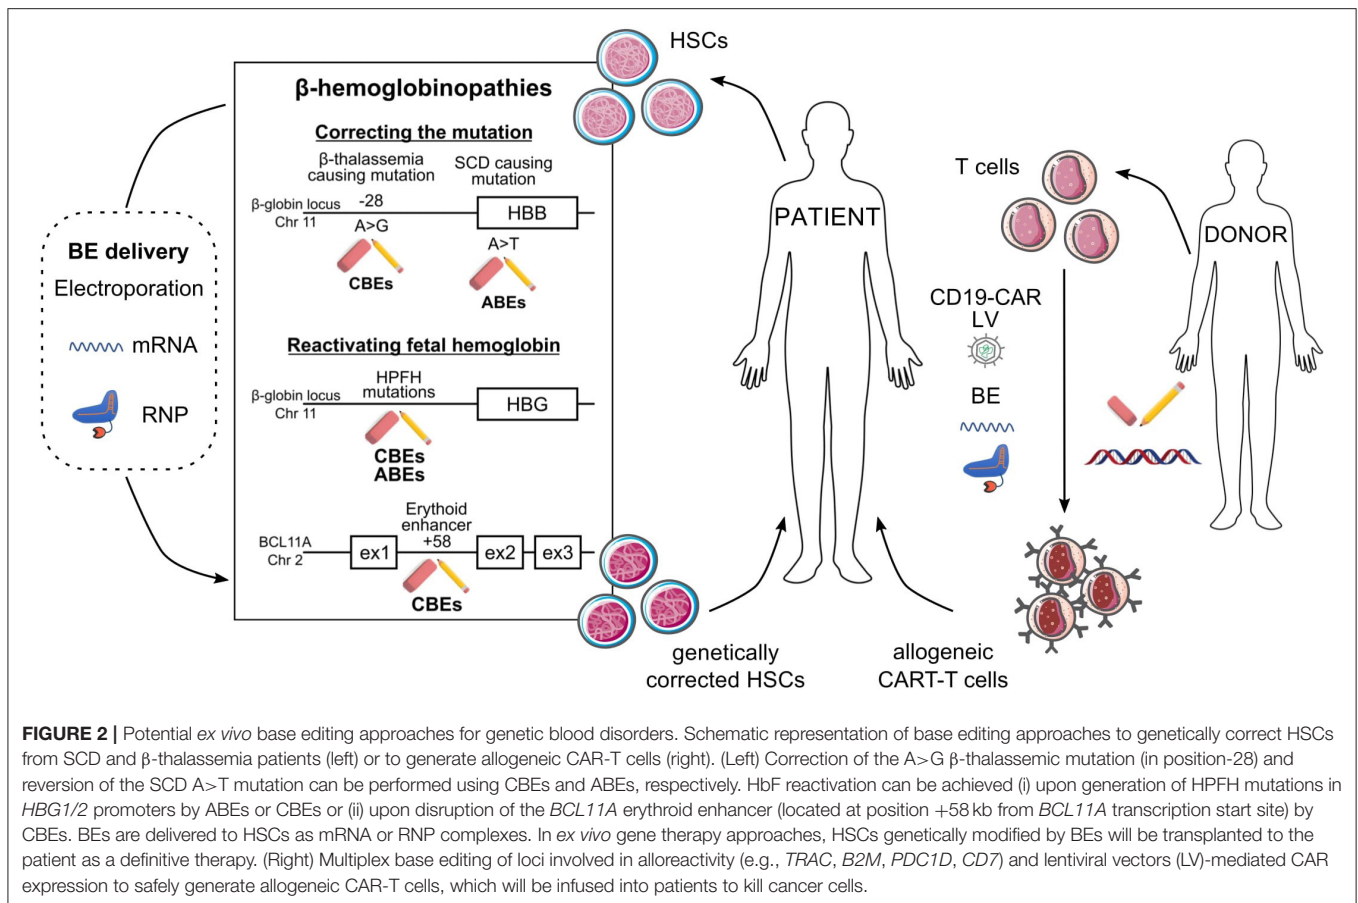 HSCs
β-hemoglobinopathies
Correcting the mutation
β-thalassemia
causing mutation
SCD causing
mutation
β-globin locus
Chr 11
-28
HBB
A>G
A>T
CBEs
ABEs
Reactivating fetal hemoglobin
HPFH
mutations
β-globin locus
Chr 11
HBG
CBEs
ABEs
Erythoid
enhancer
+58
BCL11A
Chr 2
ex1
ex2
ex3
CBEs
BE delivery
Electroporation
mRNA
RNP
PATIENT
T cells
DONOR
CD19-CAR
LV
BE
genetically
corrected HSCs
allogeneic
CART-T cells
FIGURE 2 | Potential ex vivo base editing approaches for genetic blood disorders. Schematic representation of base editing approaches to genetically correct HSCs
from SCD and β-thalassemia patients (left) or to generate allogeneic CAR-T cells (right). (Left) Correction of the A>G β-thalassemic mutation (in position-28) and
reversion of the SCD A>T mutation can be performed using CBEs and ABEs, respectively. HbF reactivation can be achieved (i) upon generation of HPFH mutations in
HBG1/2 promoters by ABEs or CBEs or (ii) upon disruption of the BCL11A erythroid enhancer (located at position +58 kb from BCL11A transcription start site) by
CBEs. BEs are delivered to HSCs as mRNA or RNP complexes. In ex vivo gene therapy approaches, HSCs genetically modified by BEs will be transplanted to the
patient as a definitive therapy. (Right) Multiplex base editing of loci involved in alloreactivity (e.g., TRAC, B2M, PDC1D, CD7) and lentiviral vectors (LV)-mediated CAR
expression to safely generate allogeneic CAR-T cells, which will be infused into patients to kill cancer cells.